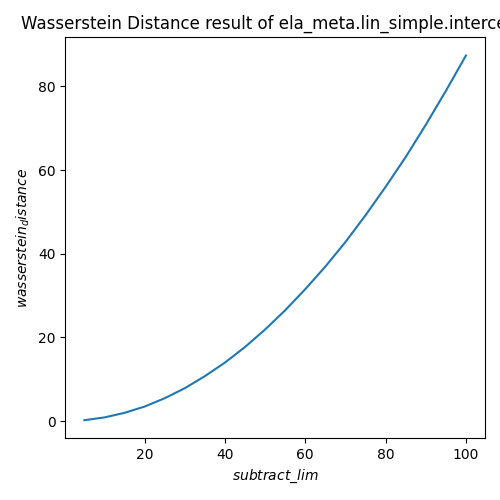 Wasserstein Distance result of ela_meta.lin_simple.interce
80
60
40
20
0
wasserstein_distance
20 40 60 80 100
subtract_lim